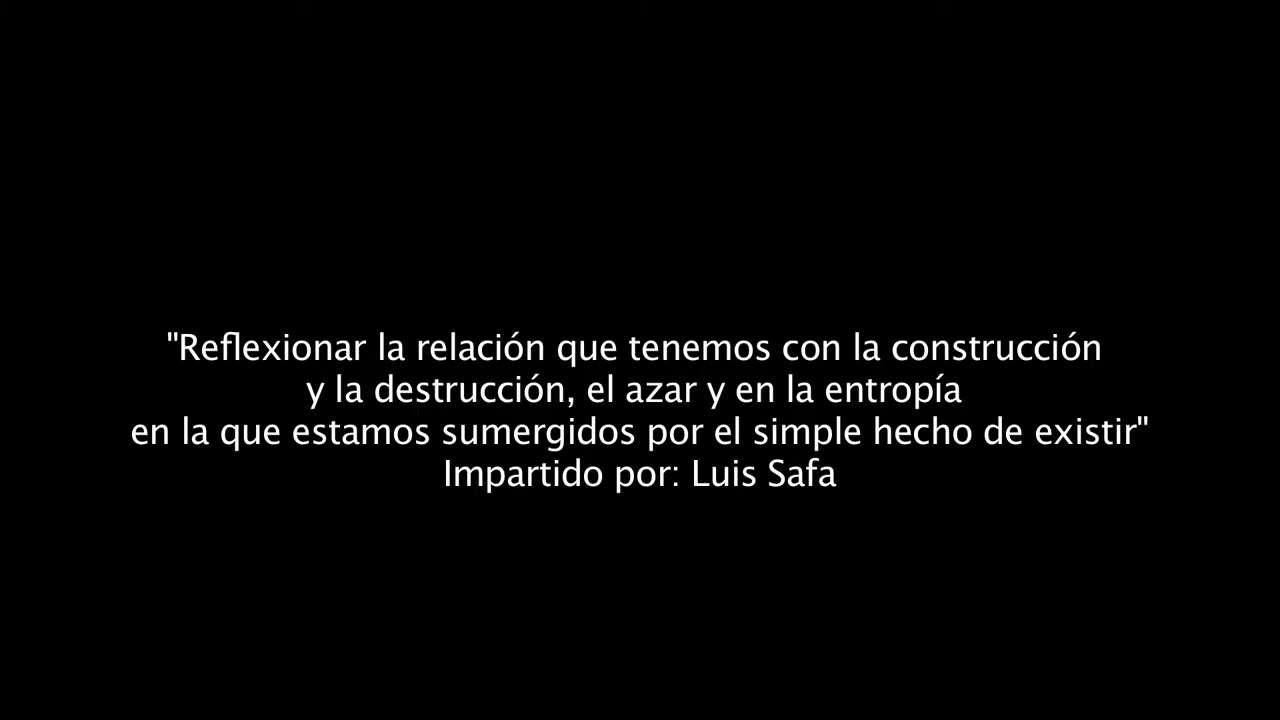 "Reflexionar la relación que tenemos con la construcción
y la destrucción, el azar y en la entropía
en la que estamos sumergidos por el simple hecho de existir"
Impartido por: Luis Safa